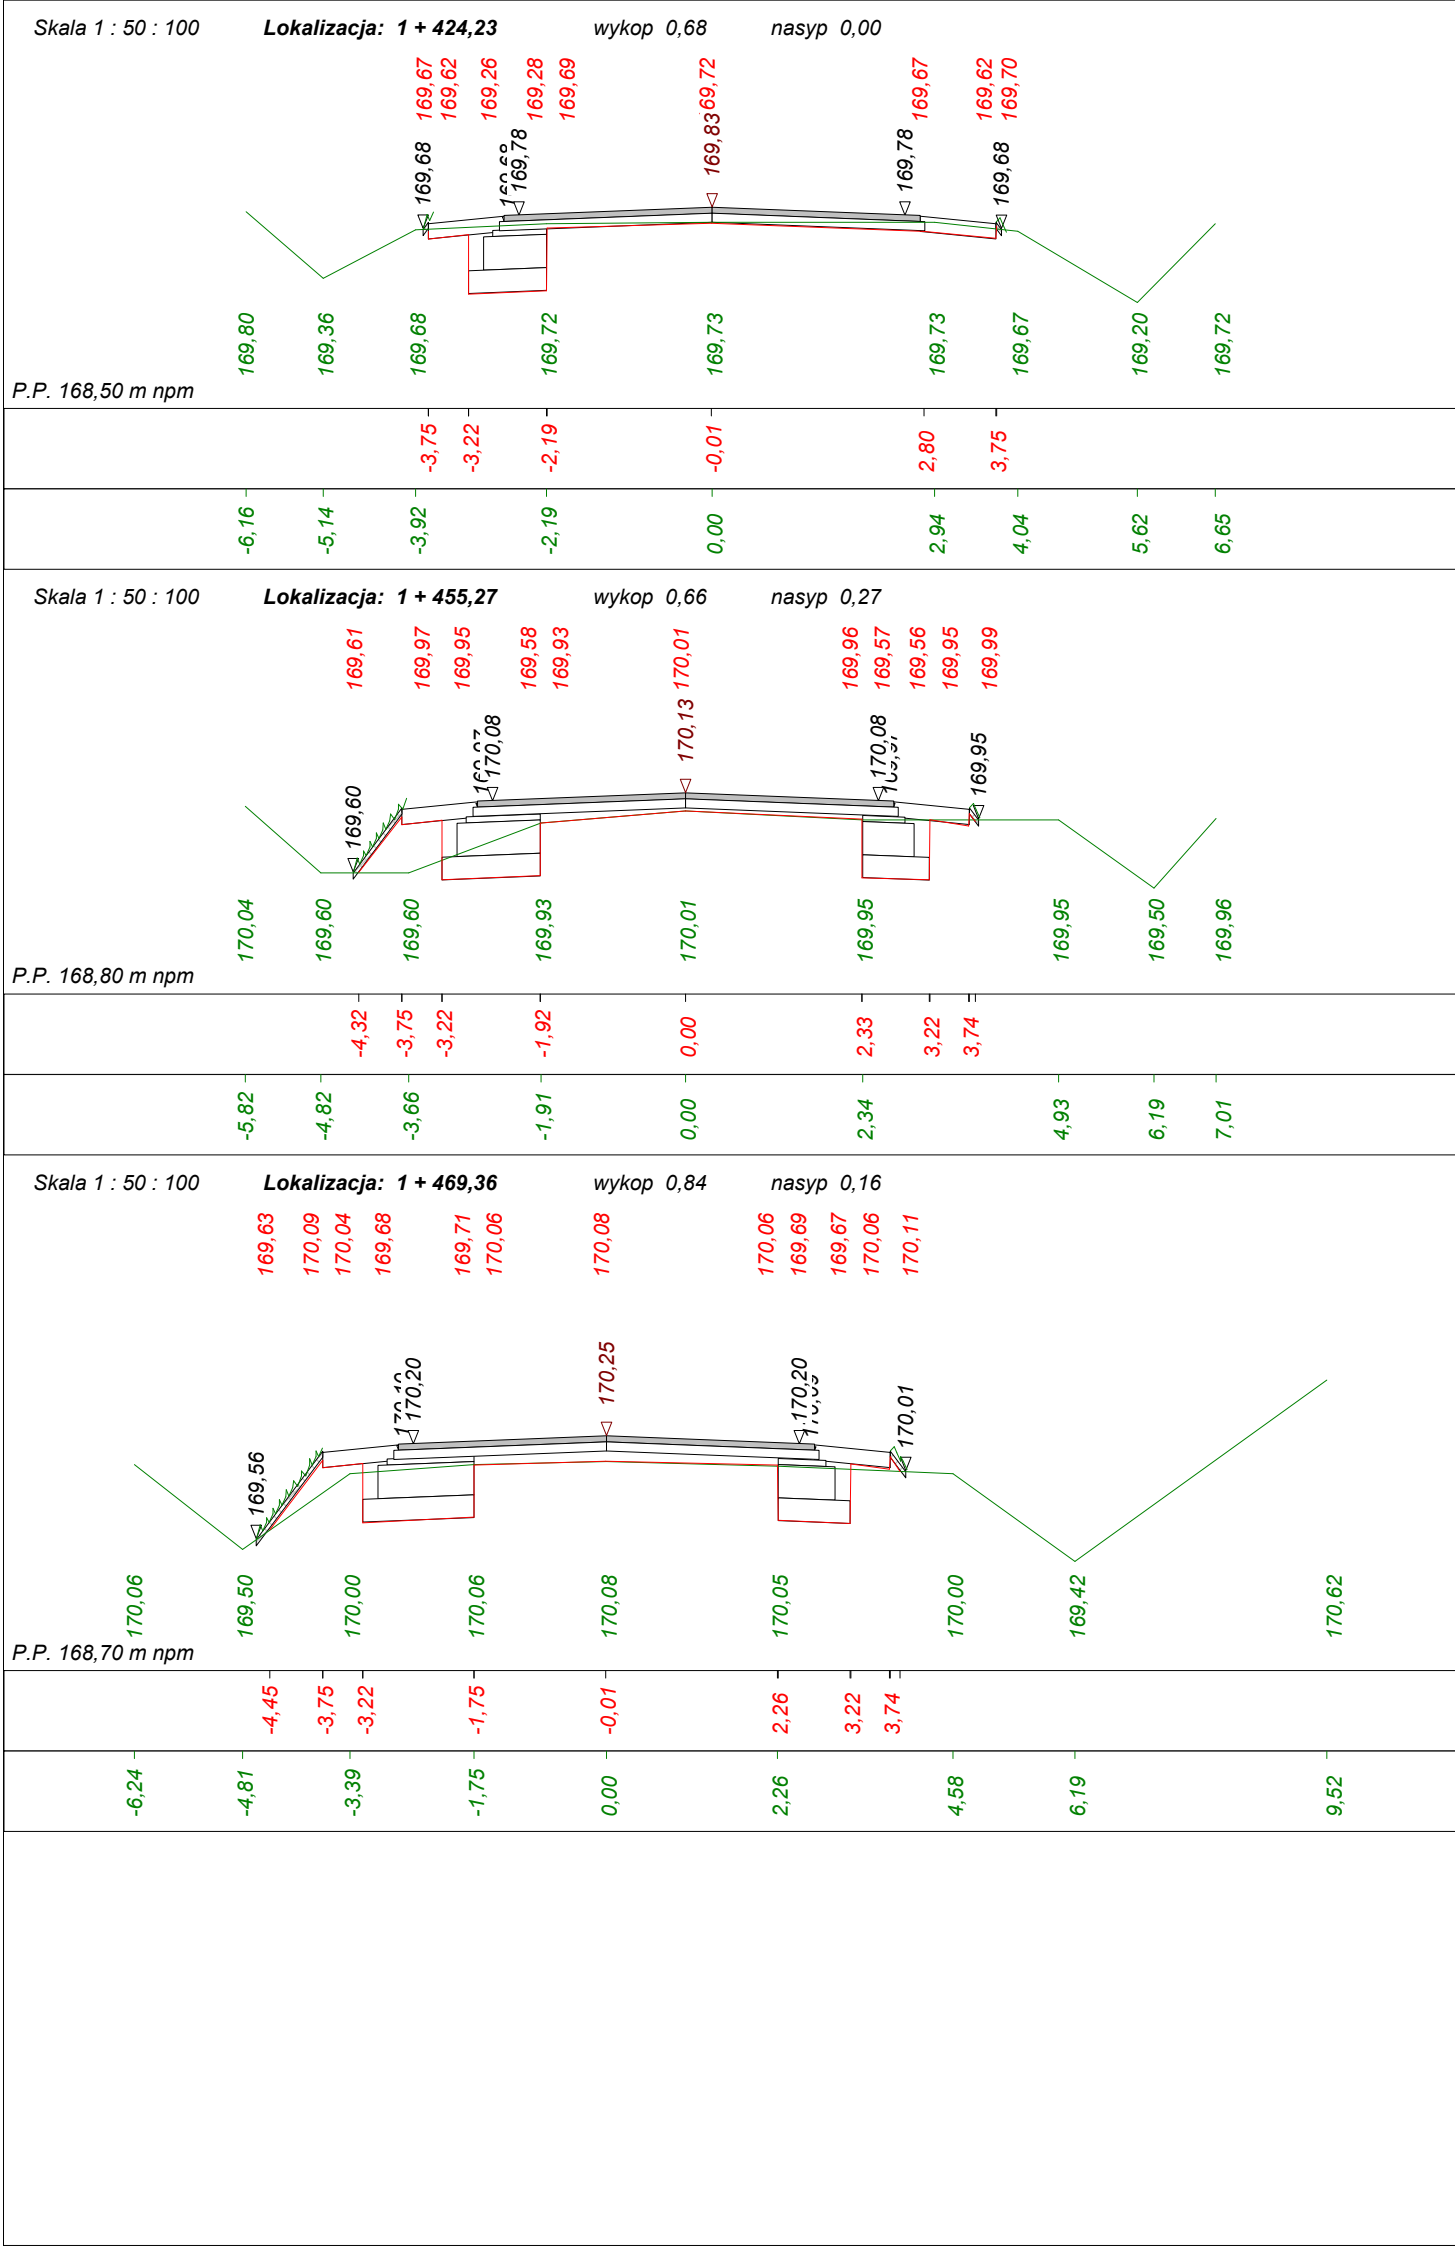 Skala 1 : 50 : 100 Lokalizacja: 1 + 424,23 wykop 0,68 nasyp 0,00
169,67 169,62 169,26 169,28 169,69 169,72 169,67 169,62 169,70
169,68 169,78 169,83 169,78 169,68
169,80 169,36 169,68 169,72 169,73 169,73 169,67 169,20 169,72
P.P. 168,50 m npm
-3,75 -3,22 -2,19 -0,01 2,80 3,75
-6,16 -5,14 -3,92 -2,19 0,00 2,94 4,04 5,62 6,65
Skala 1 : 50 : 100 Lokalizacja: 1 + 455,27 wykop 0,66 nasyp 0,27
169,61 169,97 169,95 169,58 169,93 170,01 169,96 169,57 169,56 169,95 169,99
169,60 170,08 170,13 170,08 169,95
170,04 169,60 169,60 169,93 170,01 169,95 169,95 169,50 169,96
P.P. 168,80 m npm
-4,32 -3,75 -3,22 -1,92 0,00 2,33 3,22 3,74
-5,82 -4,82 -3,66 -1,91 0,00 2,34 4,93 6,19 7,01
Skala 1 : 50 : 100 Lokalizacja: 1 + 469,36 wykop 0,84 nasyp 0,16
169,63 170,09 170,04 169,68 169,71 170,06 170,08 170,06 169,69 169,67 170,06 170,11
169,56 170,20 170,25 170,20 170,01
170,06 169,50 170,00 170,06 170,08 170,05 170,00 169,42 170,62
P.P. 168,70 m npm
-4,45 -3,75 -3,22 -1,75 -0,01 2,26 3,22 3,74
-6,24 -4,81 -3,39 -1,75 0,00 2,26 4,58 6,19 9,52